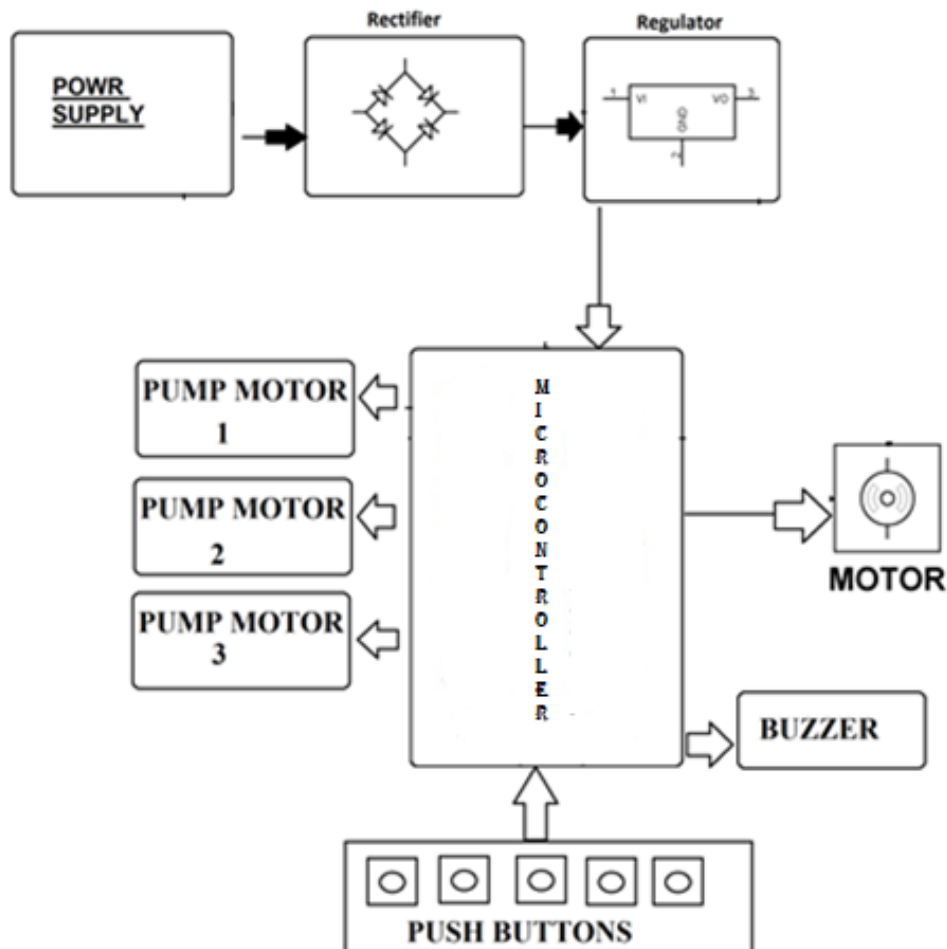 Rectifier
Regulator
POWR
SUPPLY
1
VI
VO
3
GND
2
PUMP MOTOR
1
MICROCONTROLLER
PUMP MOTOR
2
MOTOR
PUMP MOTOR
3
BUZZER
PUSH BUTTONS